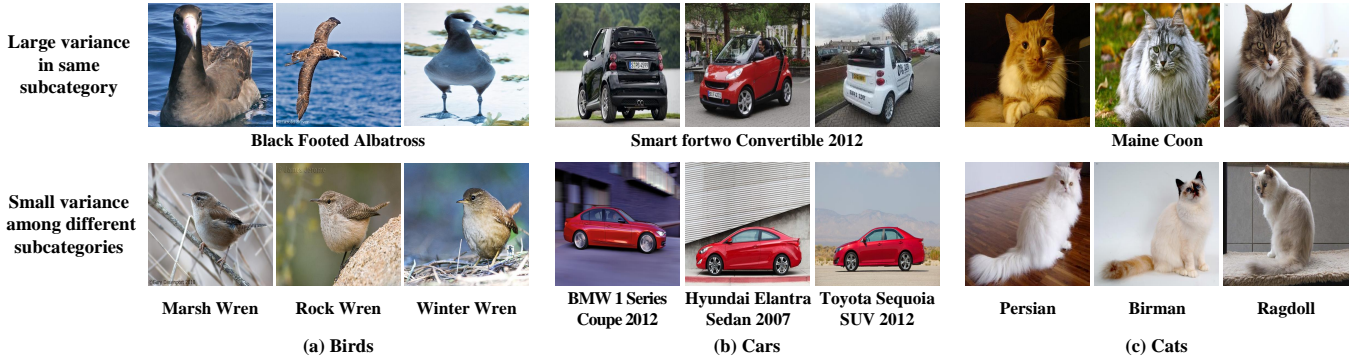 Large variance
in same
subcategory
Black Footed Albatross
Smart fortwo Convertible 2012
Maine Coon
Small variance
among different
subcategories
Marsh Wren
Rock Wren
Winter Wren
BMW 1 Series
Coupe 2012
Hyundai Elantra
Sedan 2007
Toyota Sequoia
SUV 2012
Persian
Birman
Ragdoll
(a) Birds
(b) Cars
(c) Cats